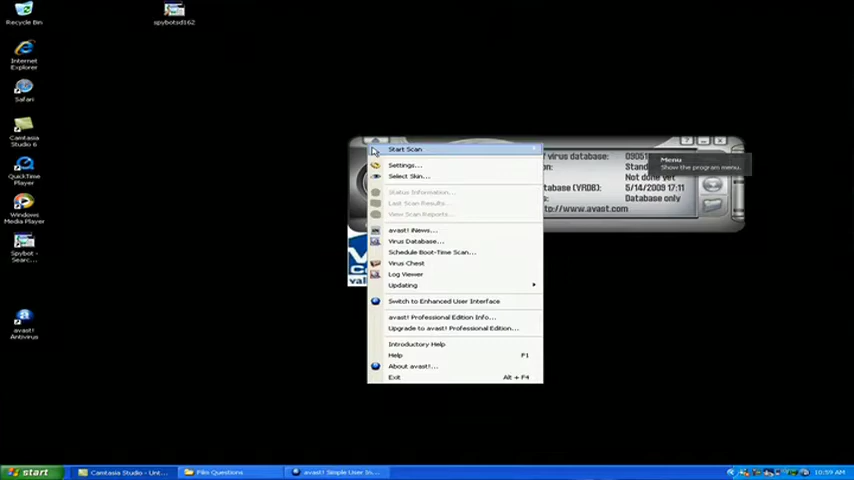 Recycle Bin
spybotsd162
Internet
Explorer
Safari
Camtasia
Studio 6
QuickTime
Player
Windows
Media Player
Spybot -
Searc...
avast!
Antivirus
Start Scan
Settings...
Select Skin...
Status Information...
Last Scan Results...
View Scan Reports...
avast! iNews...
Virus Database...
Schedule Boot-Time Scan...
Virus Chest
Log Viewer
Updating
Switch to Enhanced User Interface
avast! Professional Edition Info...
Upgrade to avast! Professional Edition...
Introductory Help
Help F1
About avast!...
Exit Alt + F4
f virus database:
Not done yet
atabase (VRDB) 5/14/2009 17:11
Database only
ttp://www.avast.com
Menu
Show the program menu.
start
Camtasia Studio - Unt...
Film Questions
avast! Simple User In...
10:59 AM